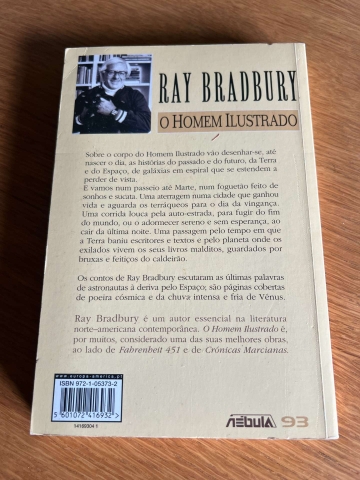 RAY BRADBURY
O HOMEM ILUSTRADO
Sobre o corpo do Homem Ilustrado vão desenhar-se, até
nascer o dia, as histórias do passado e do futuro, da Terra
e do Espaço, de galáxias em espiral que se estendem a
perder de vista.
E vamos num passeio até Marte, num foguetão feito de
sonhos e sucata. Uma aterragem numa cidade que ganhou
vida e aguarda os terráqueos para o dia da vingança.
Uma corrida louca pela auto-estrada, para fugir do fim
do mundo, ou o adormecer sereno e sem esperança, ao
cair da última noite. Uma passagem pelo tempo em que
a Terra baniu escritores e textos e pelo planeta onde os
exilados vivem os seus livros malditos, guardados por
bruxas e feitiços do caldeirão.
Os contos de Ray Bradbury escutaram as últimas palavras
de astronautas à deriva pelo Espaço; são páginas cobertas
de poeira cósmica e da chuva intensa e fria de Vênus.
Ray Bradbury é um autor essencial na literatura
norte-americana contemporânea. O Homem Ilustrado é,
por muitos, considerado uma das suas melhores obras,
ao lado de Fahrenheit 451 e de Crónicas Marcianas.
www.europa-america.pt
ISBN 972-1-05373-2
5601072416932
14169304 1
NÉBULA 93